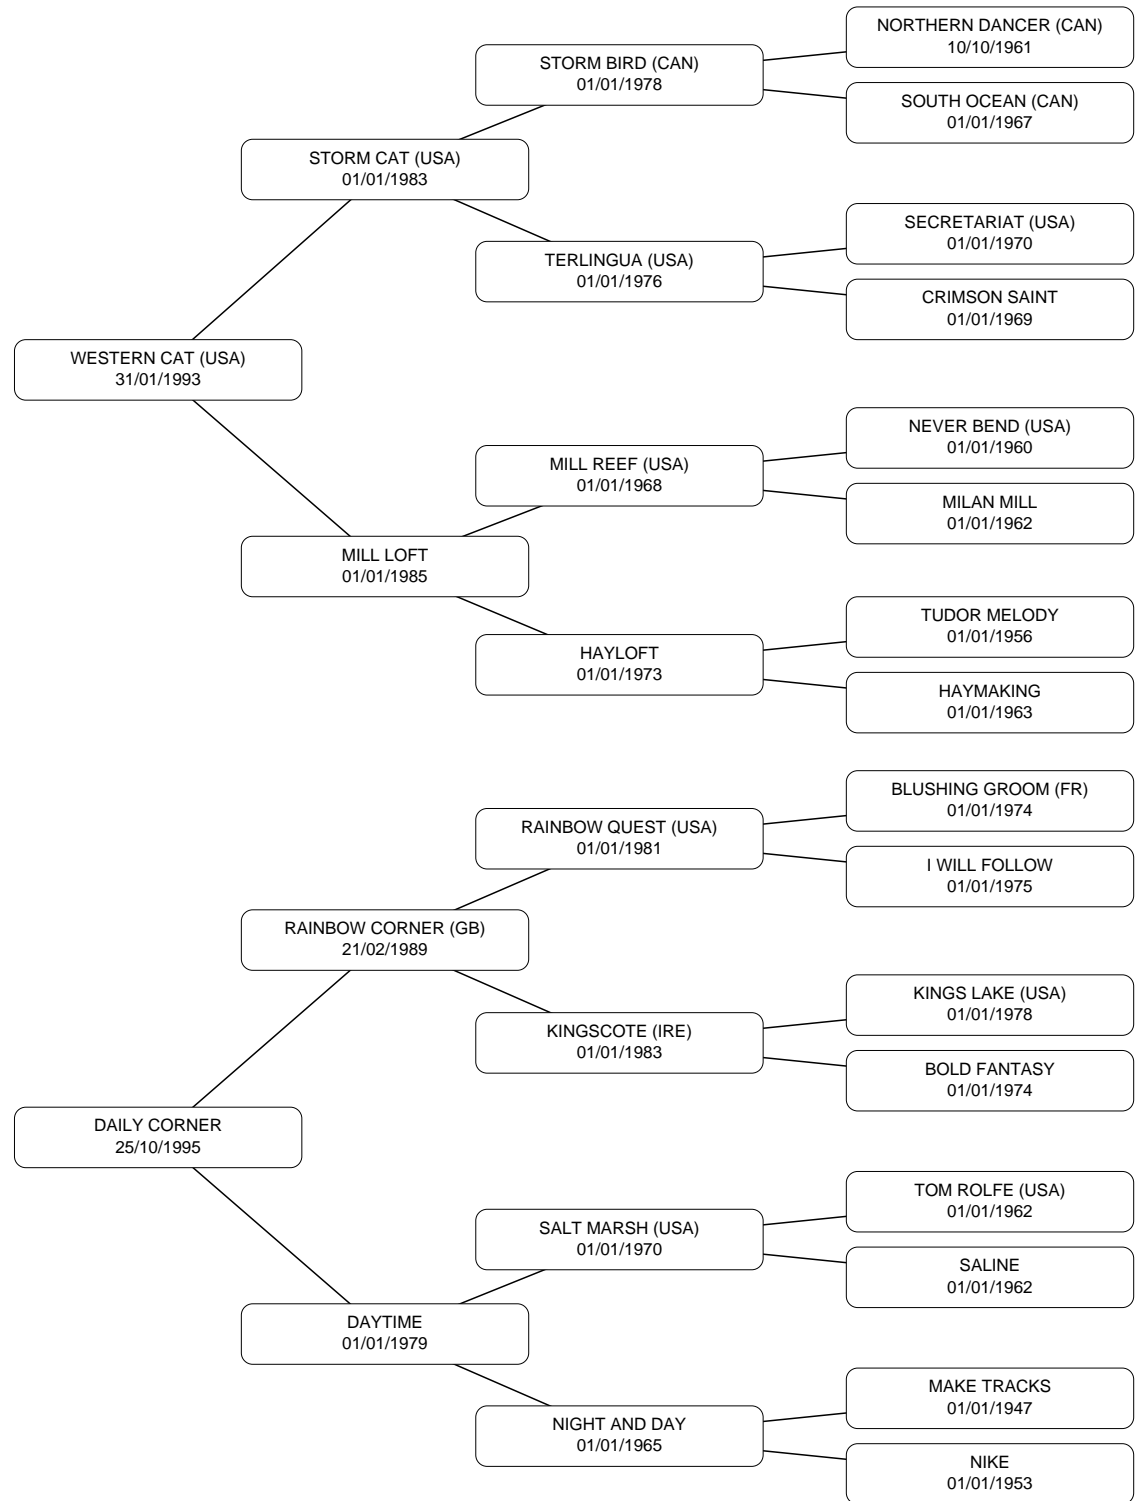 NORTHERN DANCER (CAN)
10/10/1961
STORM BIRD (CAN)
01/01/1978
SOUTH OCEAN (CAN)
01/01/1967
STORM CAT (USA)
01/01/1983
SECRETARIAT (USA)
01/01/1970
TERLINGUA (USA)
01/01/1976
CRIMSON SAINT
01/01/1969
WESTERN CAT (USA)
31/01/1993
NEVER BEND (USA)
01/01/1960
MILL REEF (USA)
01/01/1968
MILAN MILL
01/01/1962
MILL LOFT
01/01/1985
TUDOR MELODY
01/01/1956
HAYLOFT
01/01/1973
HAYMAKING
01/01/1963
BLUSHING GROOM (FR)
01/01/1974
RAINBOW QUEST (USA)
01/01/1981
I WILL FOLLOW
01/01/1975
RAINBOW CORNER (GB)
21/02/1989
KINGS LAKE (USA)
01/01/1978
KINGSCOTE (IRE)
01/01/1983
BOLD FANTASY
01/01/1974
DAILY CORNER
25/10/1995
TOM ROLFE (USA)
01/01/1962
SALT MARSH (USA)
01/01/1970
SALINE
01/01/1962
DAYTIME
01/01/1979
MAKE TRACKS
01/01/1947
NIGHT AND DAY
01/01/1965
NIKE
01/01/1953